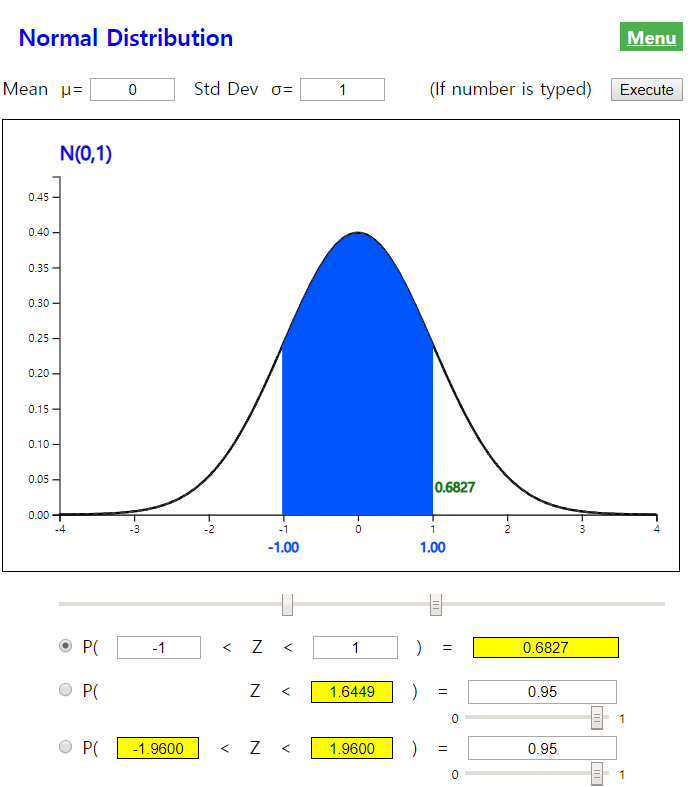 Normal Distribution Menu
Mean μ= 0 Std Dev σ= 1 (If number is typed) Execute
N(0,1)
0.45
0.40
0.35
0.30
0.25
0.20
0.15
0.10
0.05
0.6827
0.00
-4 -3 -2 -1 0 1 2 3 4
-1.00 1.00
P( -1 < Z < 1 ) = 0.6827
P( Z < 1.6449 ) = 0.95
0 1
P( -1.9600 < Z < 1.9600 ) = 0.95
0 1